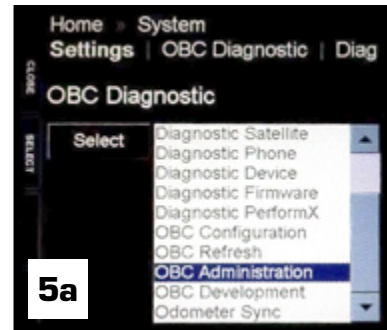 Home » System
Settings | OBC Diagnostic | Diag
CLOSE
OBC Diagnostic
SELECT
Select
Diagnostic Satellite
Diagnostic Phone
Diagnostic Device
Diagnostic Firmware
Diagnostic PerformX
OBC Configuration
OBC Refresh
OBC Administration
OBC Development
Odometer Sync
5a